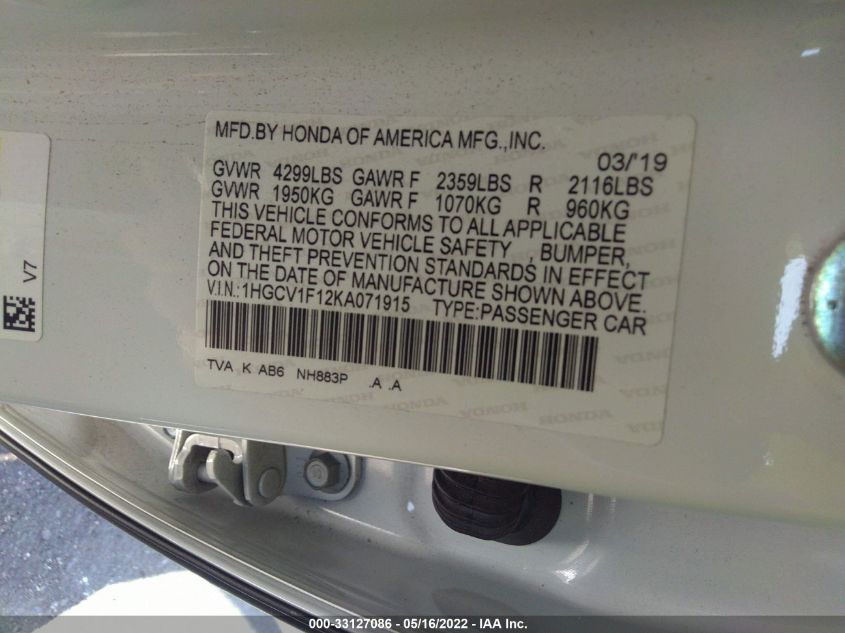 MFD.BY HONDA OF AMERICA MFG.,INC.
03/'19
GVWR 4299LBS GAWR F 2359LBS R 2116LBS
GVWR 1950KG GAWR F 1070KG R 960KG
THIS VEHICLE CONFORMS TO ALL APPLICABLE
FEDERAL MOTOR VEHICLE SAFETY BUMPER,
AND THEFT PREVENTION STANDARDS IN EFFECT
ON THE DATE OF MANUFACTURE SHOWN ABOVE.
V.I.N.:1HGCV1F12KA071915 TYPE:PASSENGER CAR
TVA K AB6 NH883P .A .A
V7
000-33127086 - 05/16/2022 - IAA Inc.